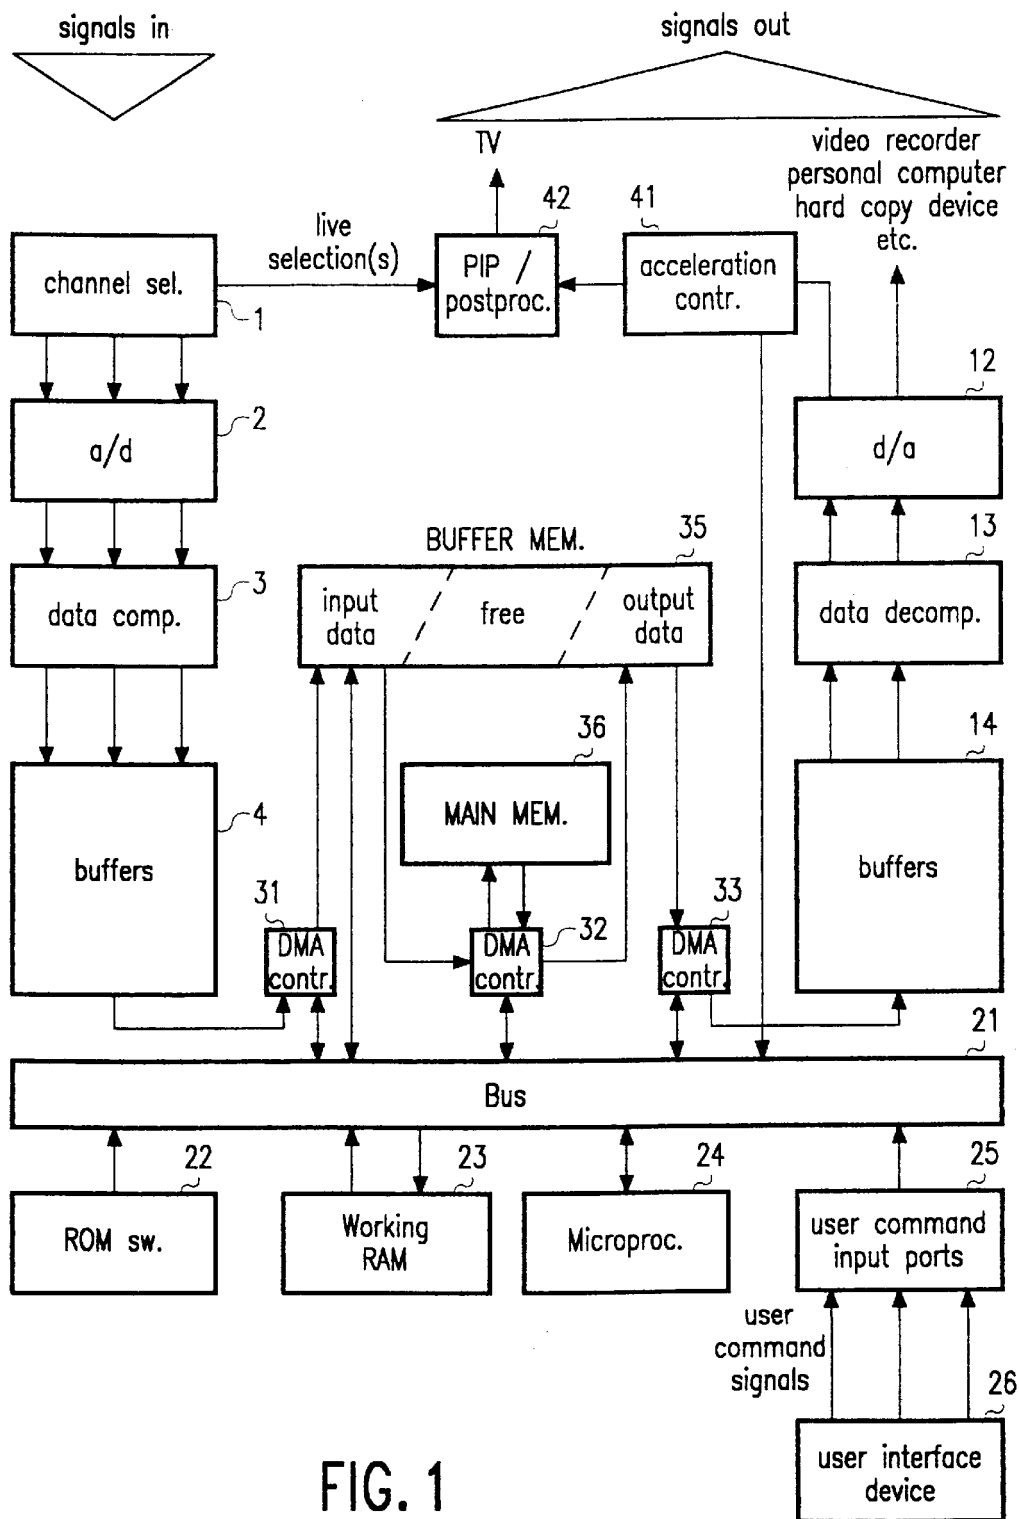 signals in
signals out
TV
video recorder
personal computer
hard copy device
etc.
42
41
live
selection(s)
channel sel.
1
PIP /
postproc.
acceleration
contr.
12
a/d
2
d/a
BUFFER MEM.
35
13
data comp.
3
input
data
free
output
data
data decomp.
36
14
MAIN MEM.
buffers
4
buffers
31
DMA
contr.
32
DMA
contr.
33
DMA
contr.
21
Bus
22
23
24
25
ROM sw.
Working
RAM
Microproc.
user command
input ports
user
command
signals
26
user interface
device
FIG. 1